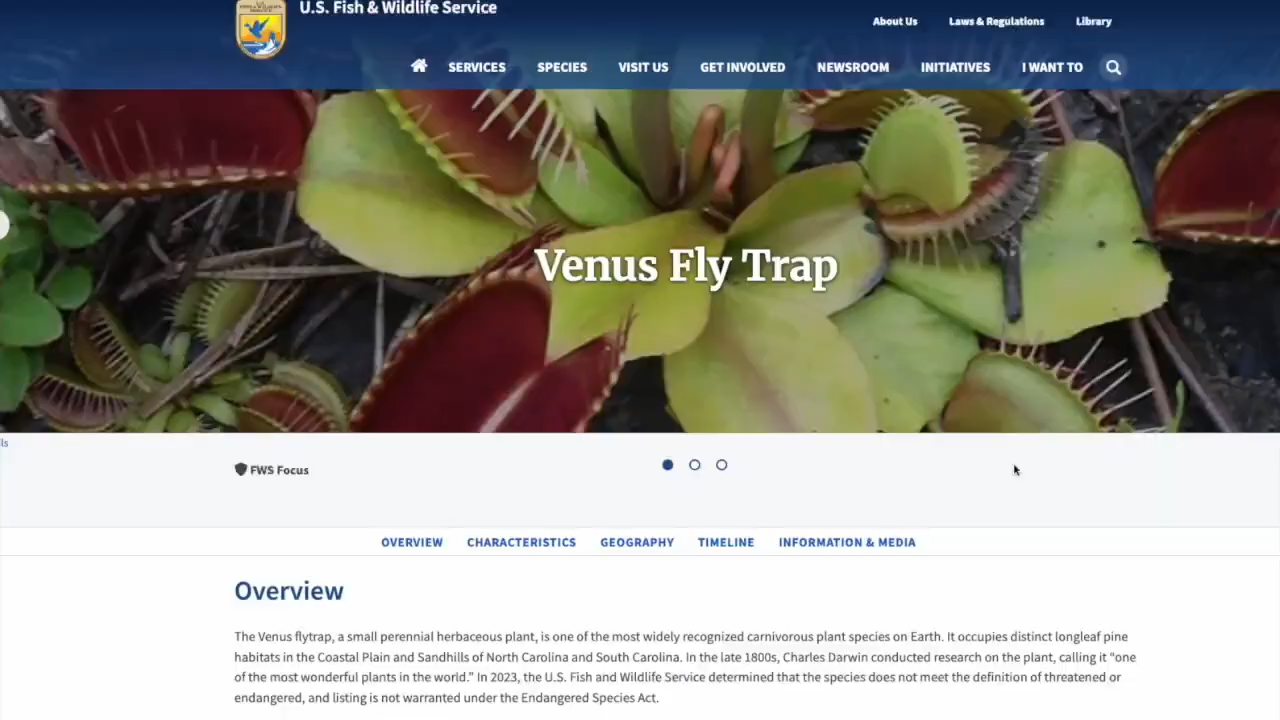 U.S. Fish & Wildlife Service
About Us Laws & Regulations Library
SERVICES SPECIES VISIT US GET INVOLVED NEWSROOM INITIATIVES I WANT TO
Venus Fly Trap
lls
FWS Focus
OVERVIEW CHARACTERISTICS GEOGRAPHY TIMELINE INFORMATION & MEDIA
Overview
The Venus flytrap, a small perennial herbaceous plant, is one of the most widely recognized carnivorous plant species on Earth. It occupies distinct longleaf pine
habitats in the Coastal Plain and Sandhills of North Carolina and South Carolina. In the late 1800s, Charles Darwin conducted research on the plant, calling it “one
of the most wonderful plants in the world.” In 2023, the U.S. Fish and Wildlife Service determined that the species does not meet the definition of threatened or
endangered, and listing is not warranted under the Endangered Species Act.